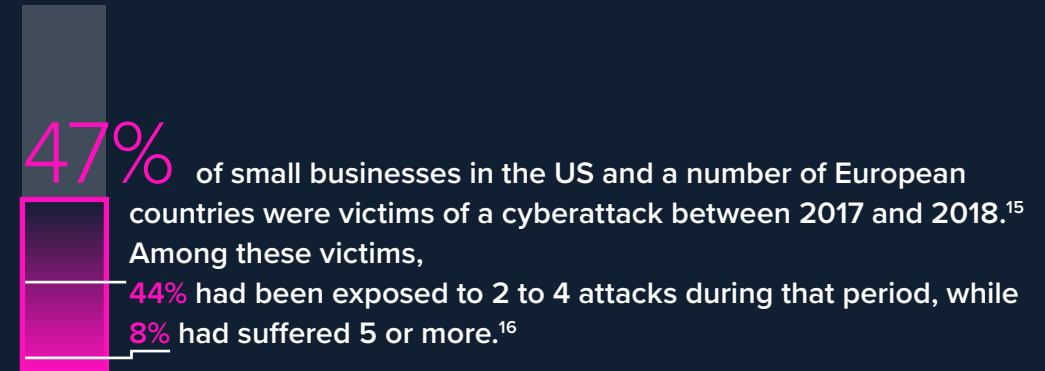 47% of small businesses in the US and a number of European
countries were victims of a cyberattack between 2017 and 2018.15
Among these victims,
44% had been exposed to 2 to 4 attacks during that period, while
8% had suffered 5 or more.16